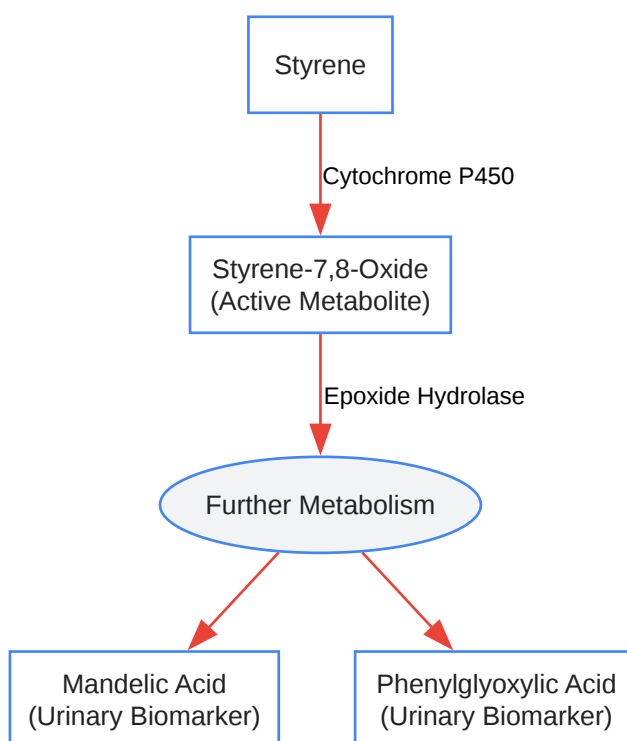 Styrene
Cytochrome P450
Styrene-7,8-Oxide
(Active Metabolite)
Epoxide Hydrolase
Further Metabolism
Mandelic Acid
(Urinary Biomarker)
Phenylglyoxylic Acid
(Urinary Biomarker)